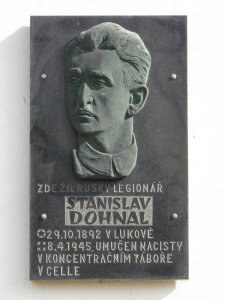 ZDE ŽIL RUSKÝ LEGIONÁŘ
STANISLAV
DOHNAL
29.10.1892 V LUKOVÉ
8.4.1945, UMUČEN NACISTY
V KONCENTRAČNÍM TÁBOŘE
V CELLE